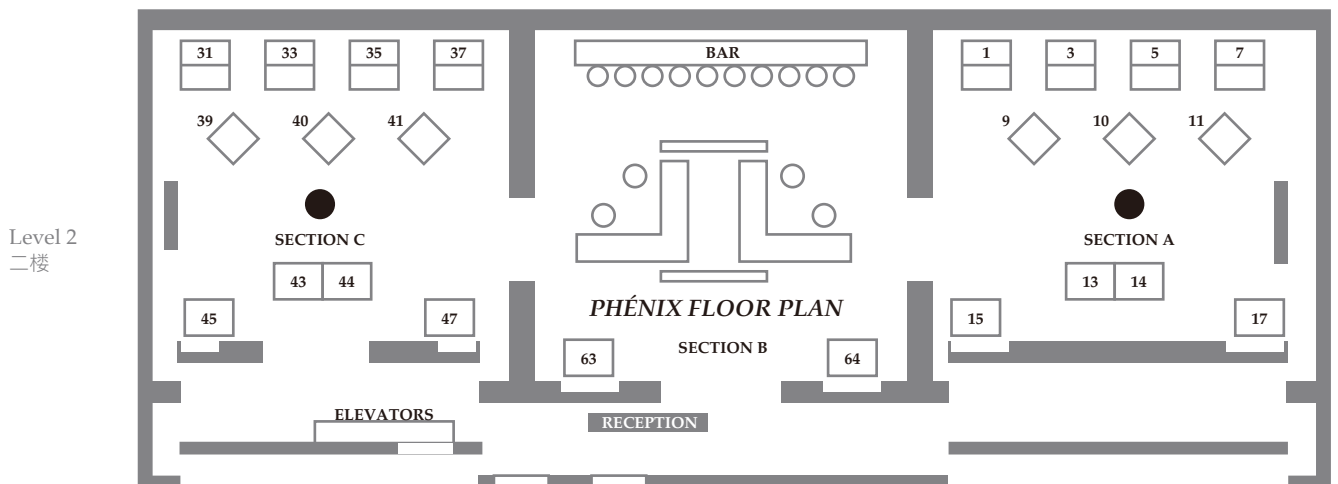 31 33 35 37 BAR 1 3 5 7
39 40 41 9 10 11
Level 2
二楼
SECTION C SECTION A
43 44 13 14
PHÉNIX FLOOR PLAN
45 47 15 17
SECTION B
63 64
ELEVATORS
RECEPTION